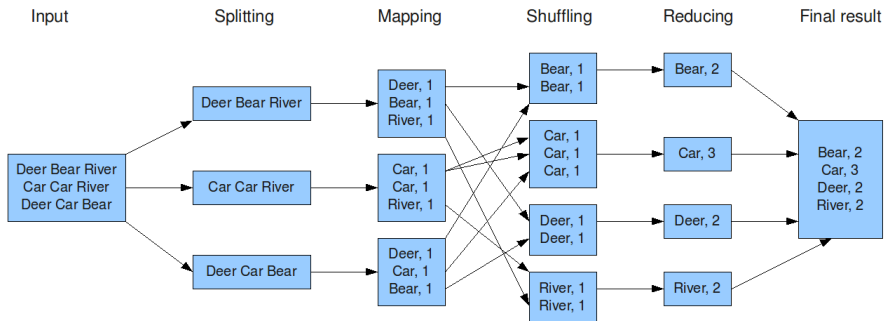 Input
Splitting
Mapping
Shuffling
Reducing
Final result
Deer Bear River
Car Car River
Deer Car Bear
Deer Bear River
Car Car River
Deer Car Bear
Deer, 1
Bear, 1
River, 1
Car, 1
Car, 1
River, 1
Deer, 1
Car, 1
Bear, 1
Bear, 1
Bear, 1
Car, 1
Car, 1
Car, 1
Deer, 1
Deer, 1
River, 1
River, 1
Bear, 2
Car, 3
Deer, 2
River, 2
Bear, 2
Car, 3
Deer, 2
River, 2